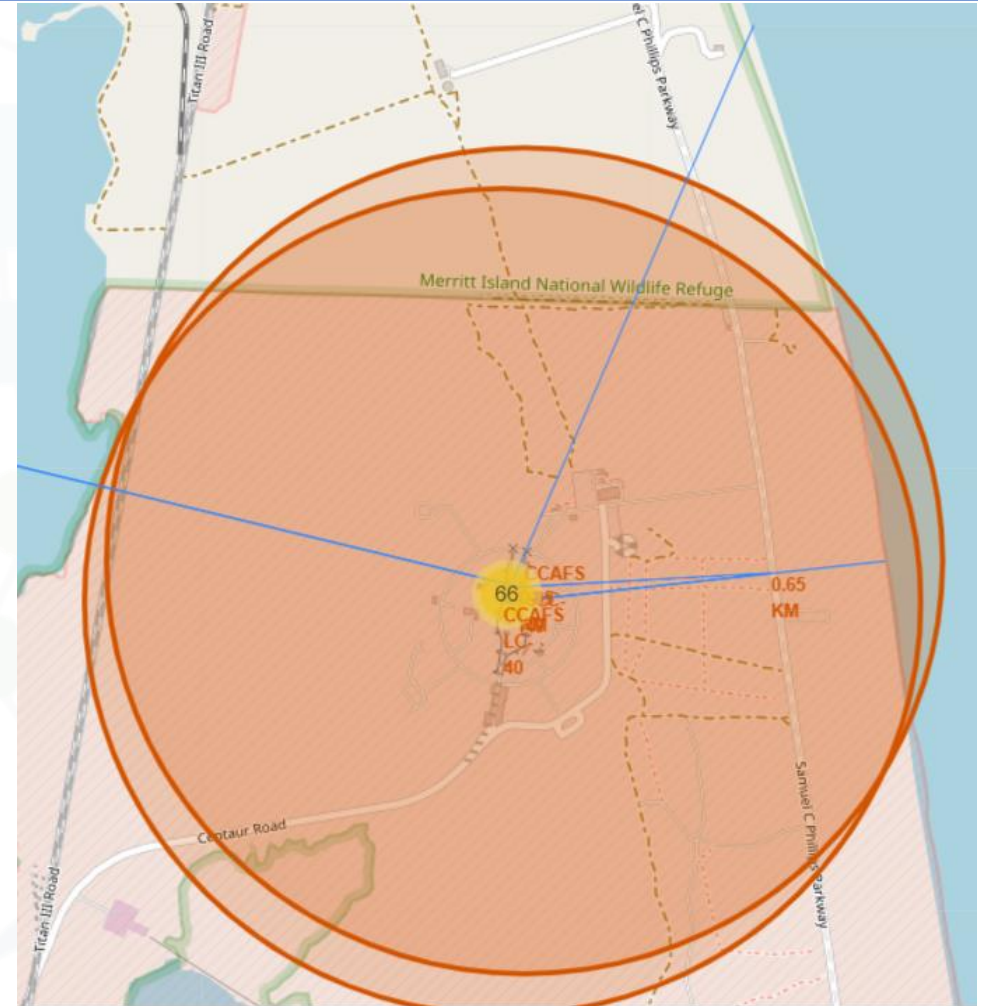 Titan III Road
el C Phillips Parkway
Merritt Island National Wildlife Refuge
CCAFS
66
0.65
KM
CCAFS
LC-
40
Samuel C Phillips Parkway
Centaur Road
Titan III Road